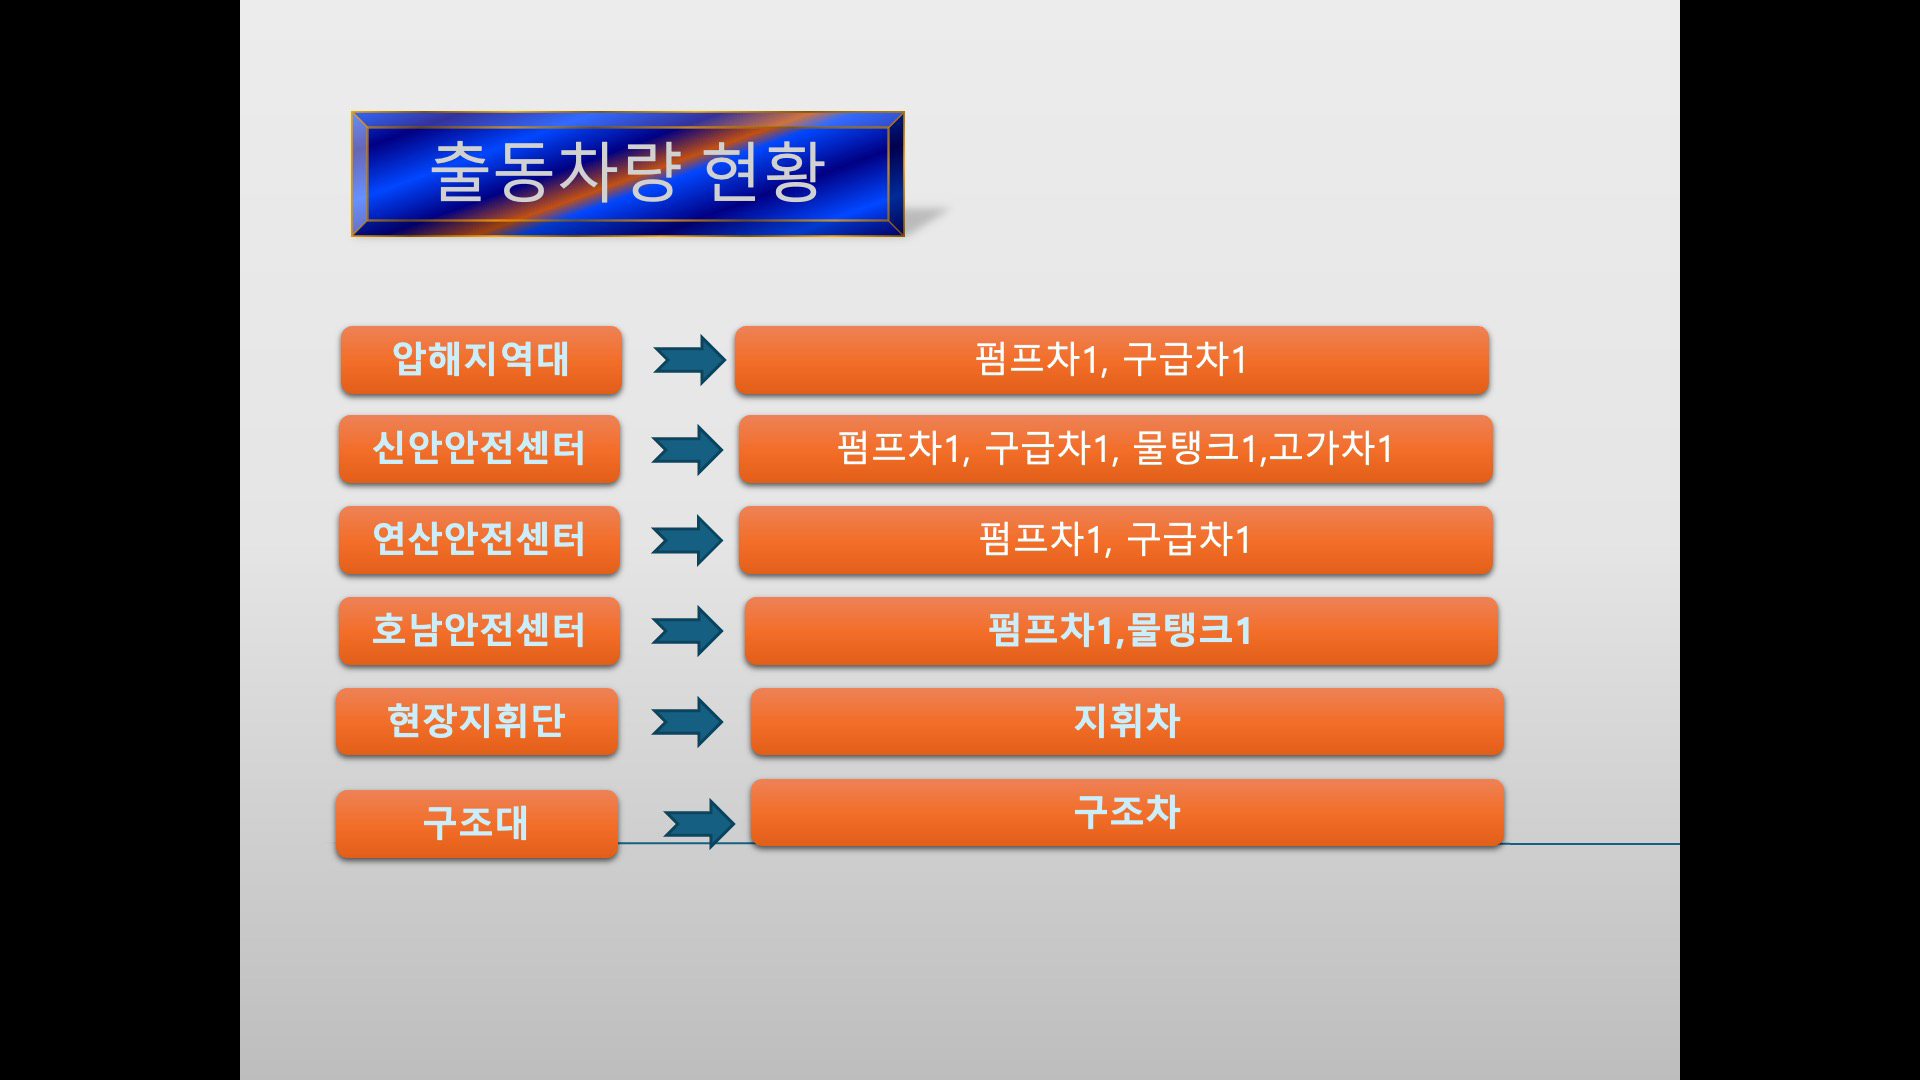 출동차량 현황
압해지역대
펌프차1, 구급차1
신안안전센터
펌프차1, 구급차1, 물탱크1,고가차1
연산안전센터
펌프차1, 구급차1
호남안전센터
펌프차1,물탱크1
현장지휘단
지휘차
구조대
구조차